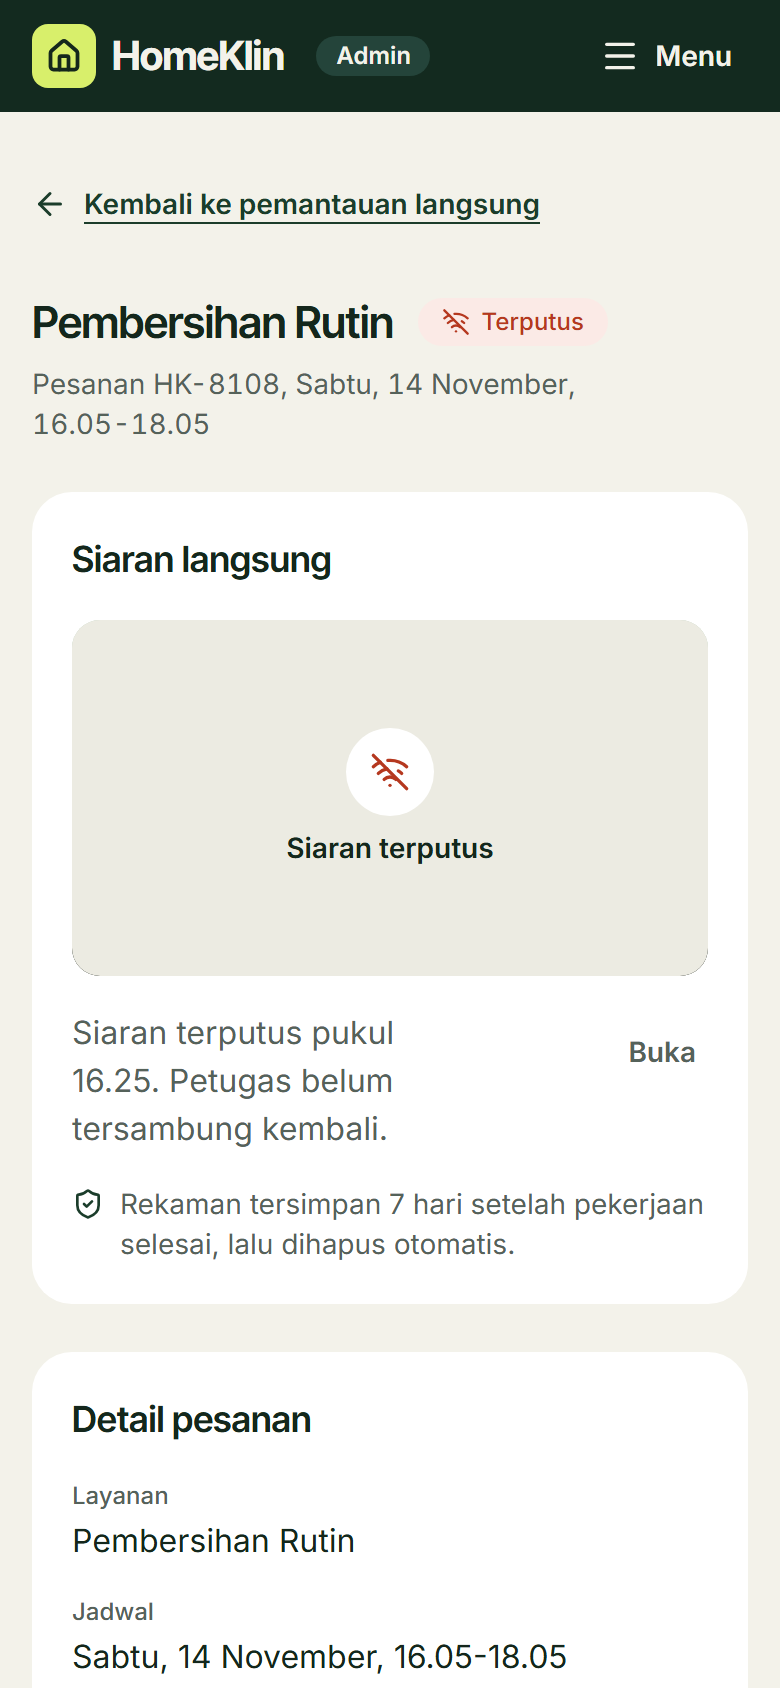 HomeKlin Admin Menu
Kembali ke pemantauan langsung
Pembersihan Rutin Terputus
Pesanan HK-8108, Sabtu, 14 November,
16.05-18.05
Siaran langsung
Siaran terputus
Siaran terputus pukul
16.25. Petugas belum
tersambung kembali.
Buka
Rekaman tersimpan 7 hari setelah pekerjaan
selesai, lalu dihapus otomatis.
Detail pesanan
Layanan
Pembersihan Rutin
Jadwal
Sabtu, 14 November, 16.05-18.05